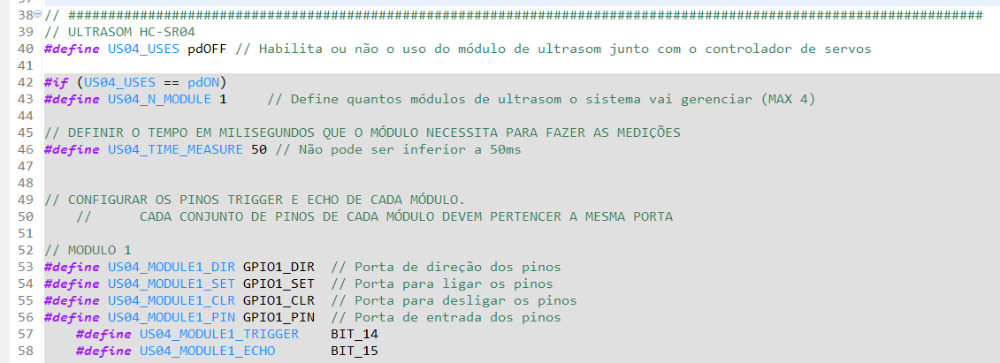 38 // ###################################################################################################################
39 // ULTRASOM HC-SR04
40 #define US04_USES pdOFF // Habilita ou não o uso do módulo de ultrasom junto com o controlador de servos
41
42 #if (US04_USES == pdON)
43 #define US04_N_MODULE 1     // Define quantos módulos de ultrasom o sistema vai gerenciar (MAX 4)
44
45 // DEFINIR O TEMPO EM MILISEGUNDOS QUE O MÓDULO NECESSITA PARA FAZER AS MEDIÇÕES
46 #define US04_TIME_MEASURE 50 // Não pode ser inferior a 50ms
47
48
49 // CONFIGURAR OS PINOS TRIGGER E ECHO DE CADA MÓDULO.
50     //      CADA CONJUNTO DE PINOS DE CADA MÓDULO DEVEM PERTENCER A MESMA PORTA
51
52 // MODULO 1
53 #define US04_MODULE1_DIR GPIO1_DIR  // Porta de direção dos pinos
54 #define US04_MODULE1_SET GPIO1_SET  // Porta para ligar os pinos
55 #define US04_MODULE1_CLR GPIO1_CLR  // Porta para desligar os pinos
56 #define US04_MODULE1_PIN GPIO1_PIN  // Porta de entrada dos pinos
57     #define US04_MODULE1_TRIGGER    BIT_14
58     #define US04_MODULE1_ECHO       BIT_15